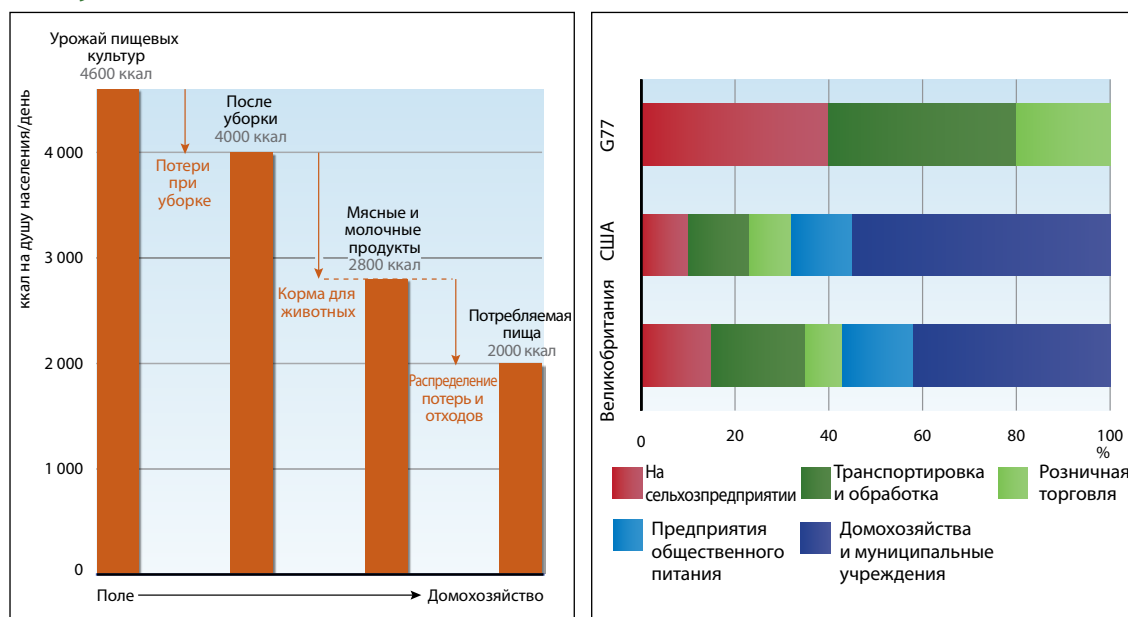 Урожай пищевых
культур
4600 ккал
После
уборки
4000 ккал
Потери
при
уборке
Мясные и
молочные
продукты
2800 ккал
Корма для
животных
Потребляемая
пища
2000 ккал
Распределение
потерь и
отходов
ккал на душу населения/день
4 000
3 000
2 000
1 000
0
Поле
Домохозяйство
G77
США
Великобритания
0
20
40
60
80
100
%
На
сельхозпредприятии
Транспортировка
и обработка
Розничная
торговля
Предприятия
общественного
питания
Домохозяйства
и муниципальные
учреждения